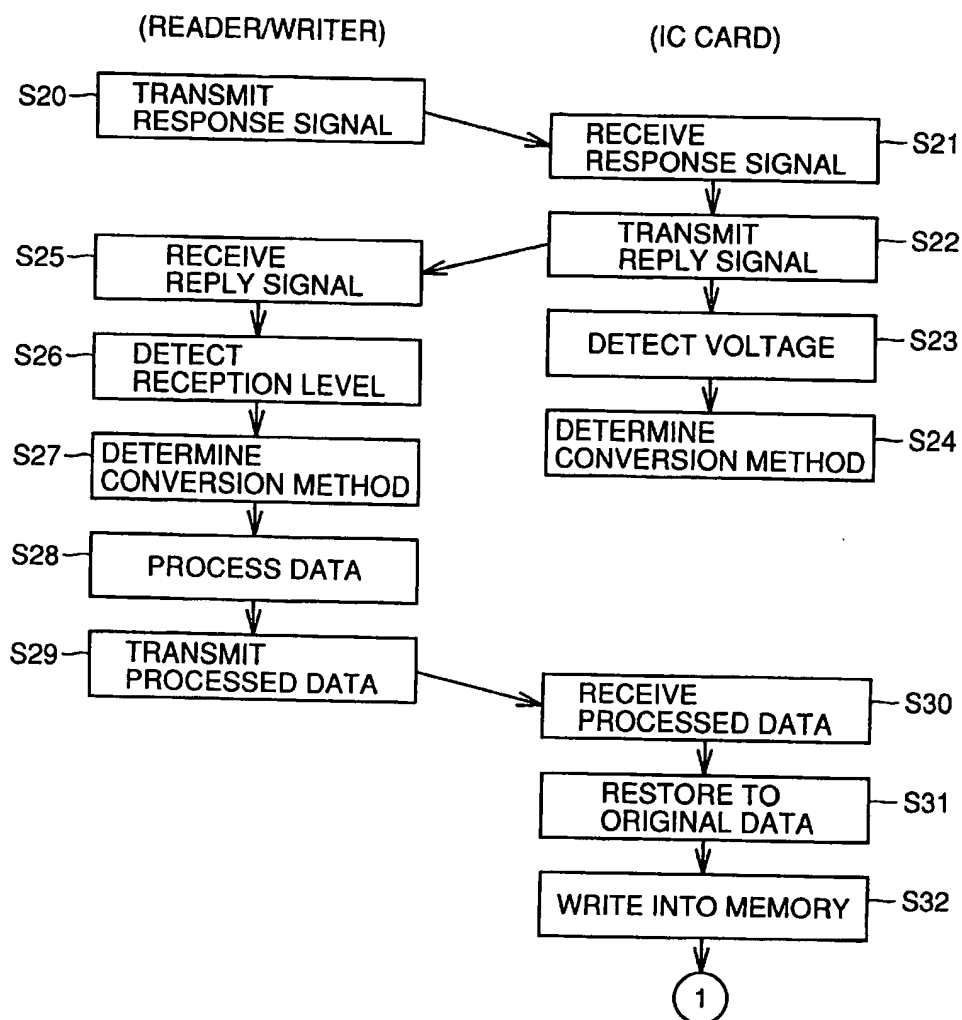 (READER/WRITER)
(IC CARD)
S20
TRANSMIT
RESPONSE SIGNAL
RECEIVE
RESPONSE SIGNAL
S21
TRANSMIT
REPLY SIGNAL
S22
S25
RECEIVE
REPLY SIGNAL
S26
DETECT
RECEPTION LEVEL
DETECT VOLTAGE
S23
S27
DETERMINE
CONVERSION METHOD
DETERMINE
CONVERSION METHOD
S24
S28
PROCESS DATA
S29
TRANSMIT
PROCESSED DATA
RECEIVE
PROCESSED DATA
S30
RESTORE TO
ORIGINAL DATA
S31
WRITE INTO MEMORY
S32
1